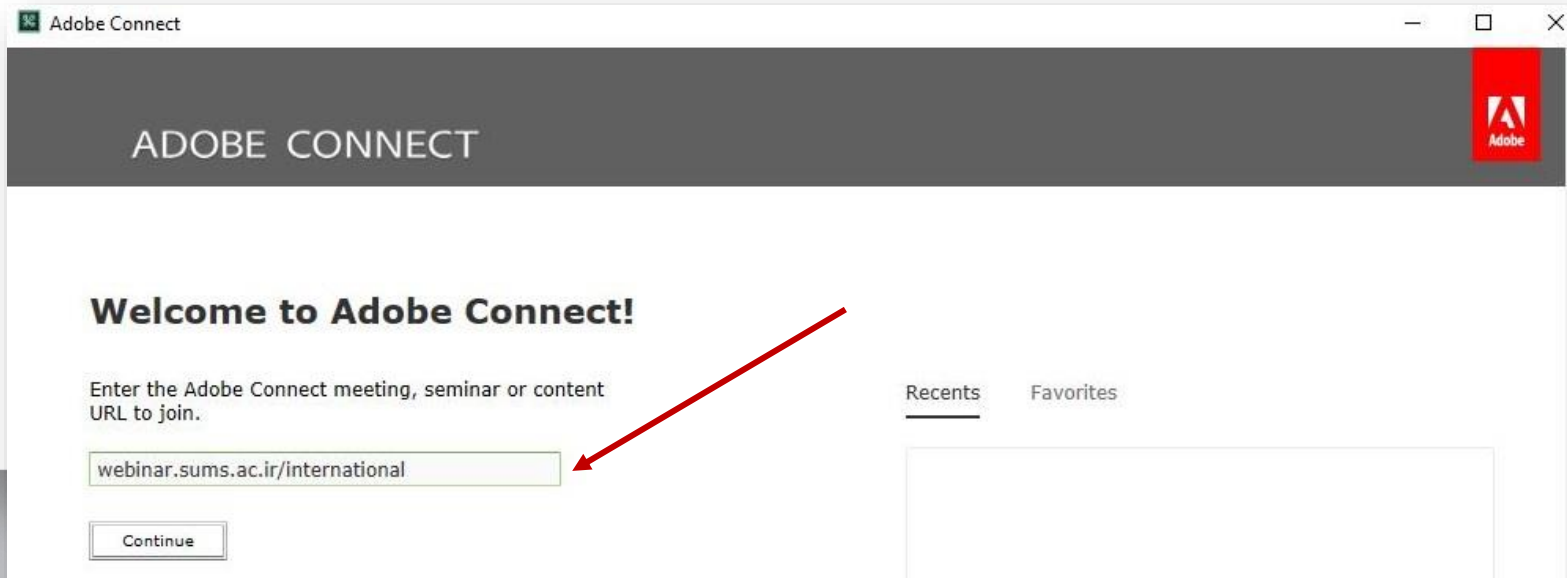 Adobe Connect
ADOBE CONNECT
Adobe
Welcome to Adobe Connect!
Enter the Adobe Connect meeting, seminar or content
URL to join.
webinar.sums.ac.ir/international
Continue
Recents Favorites